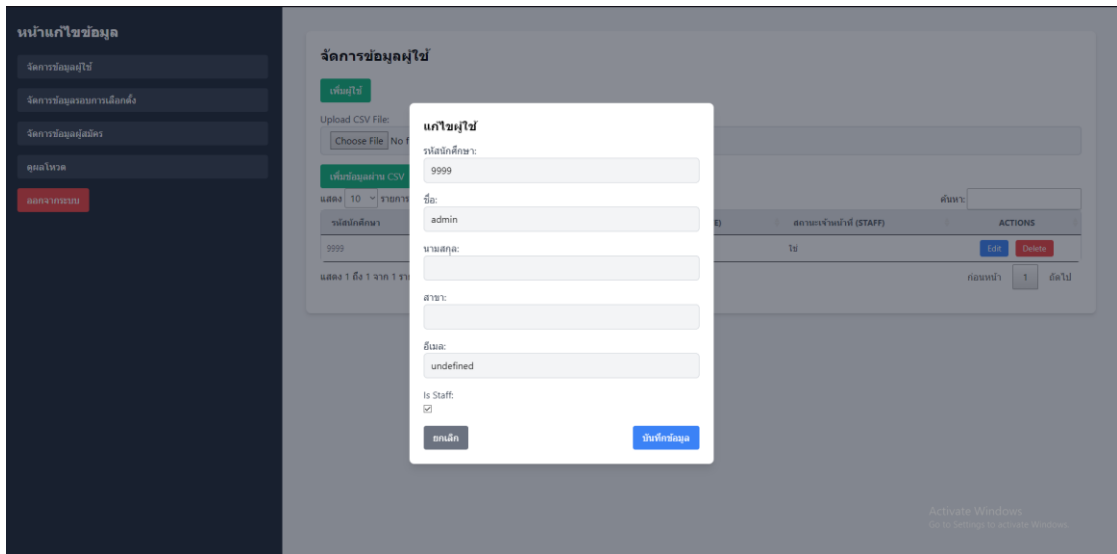 หน้าแก้ไขข้อมูล
จัดการข้อมูลผู้ใช้
จัดการข้อมูลรอบการเลือกตั้ง
จัดการข้อมูลผู้สมัคร
ดูผลโหวต
ออกจากระบบ
จัดการข้อมูลผู้ใช้
เพิ่มผู้ใช้
Upload CSV File:
Choose File No f
เพิ่มข้อมูลผ่าน CSV
แสดง 10 รายการ
ค้นหา:
รหัสนักศึกษา E) สถานะเจ้าหน้าที่ (STAFF) ACTIONS
9999 ใช่ Edit Delete
แสดง 1 ถึง 1 จาก 1 ราย
ก่อนหน้า 1 ถัดไป
แก้ไขผู้ใช้
รหัสนักศึกษา:
9999
ชื่อ:
admin
นามสกุล:
สาขา:
อีเมล:
undefined
Is Staff:
ยกเลิก บันทึกข้อมูล
Activate Windows
Go to Settings to activate Windows.